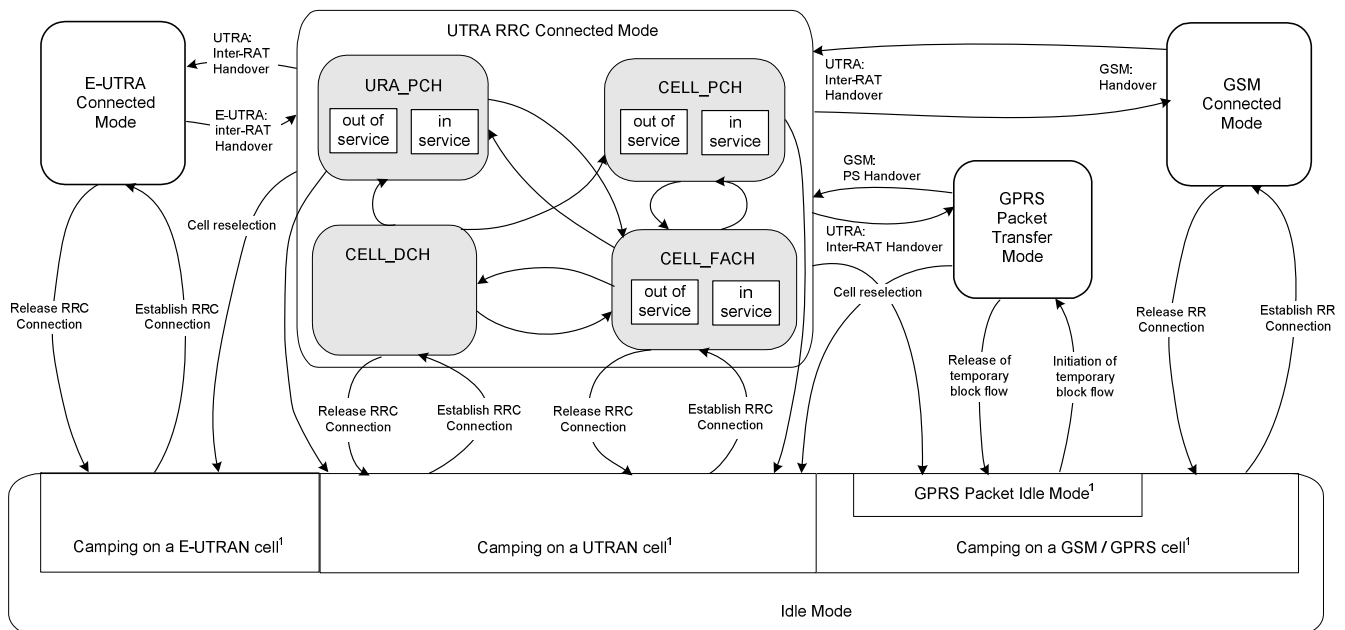 UTRA RRC Connected Mode
E-UTRA
Connected
Mode
UTRA:
Inter-RAT
Handover
E-UTRA:
inter-RAT
Handover
URA_PCH
out of
service
in
service
CELL_PCH
out of
service
in
service
CELL_DCH
CELL_FACH
out of
service
in
service
UTRA:
Inter-RAT
Handover
GSM:
Handover
GSM
Connected
Mode
GSM:
PS Handover
UTRA:
Inter-RAT Handover
GPRS
Packet
Transfer
Mode
Cell reselection
Cell reselection
Release RRC
Connection
Establish RRC
Connection
Release RRC
Connection
Establish RRC
Connection
Release RRC
Connection
Establish RRC
Connection
Release of
temporary
block flow
Initiation of
temporary
block flow
Release RR
Connection
Establish RR
Connection
GPRS Packet Idle Mode1
Camping on a E-UTRAN cell1
Camping on a UTRAN cell1
Camping on a GSM / GPRS cell1
Idle Mode